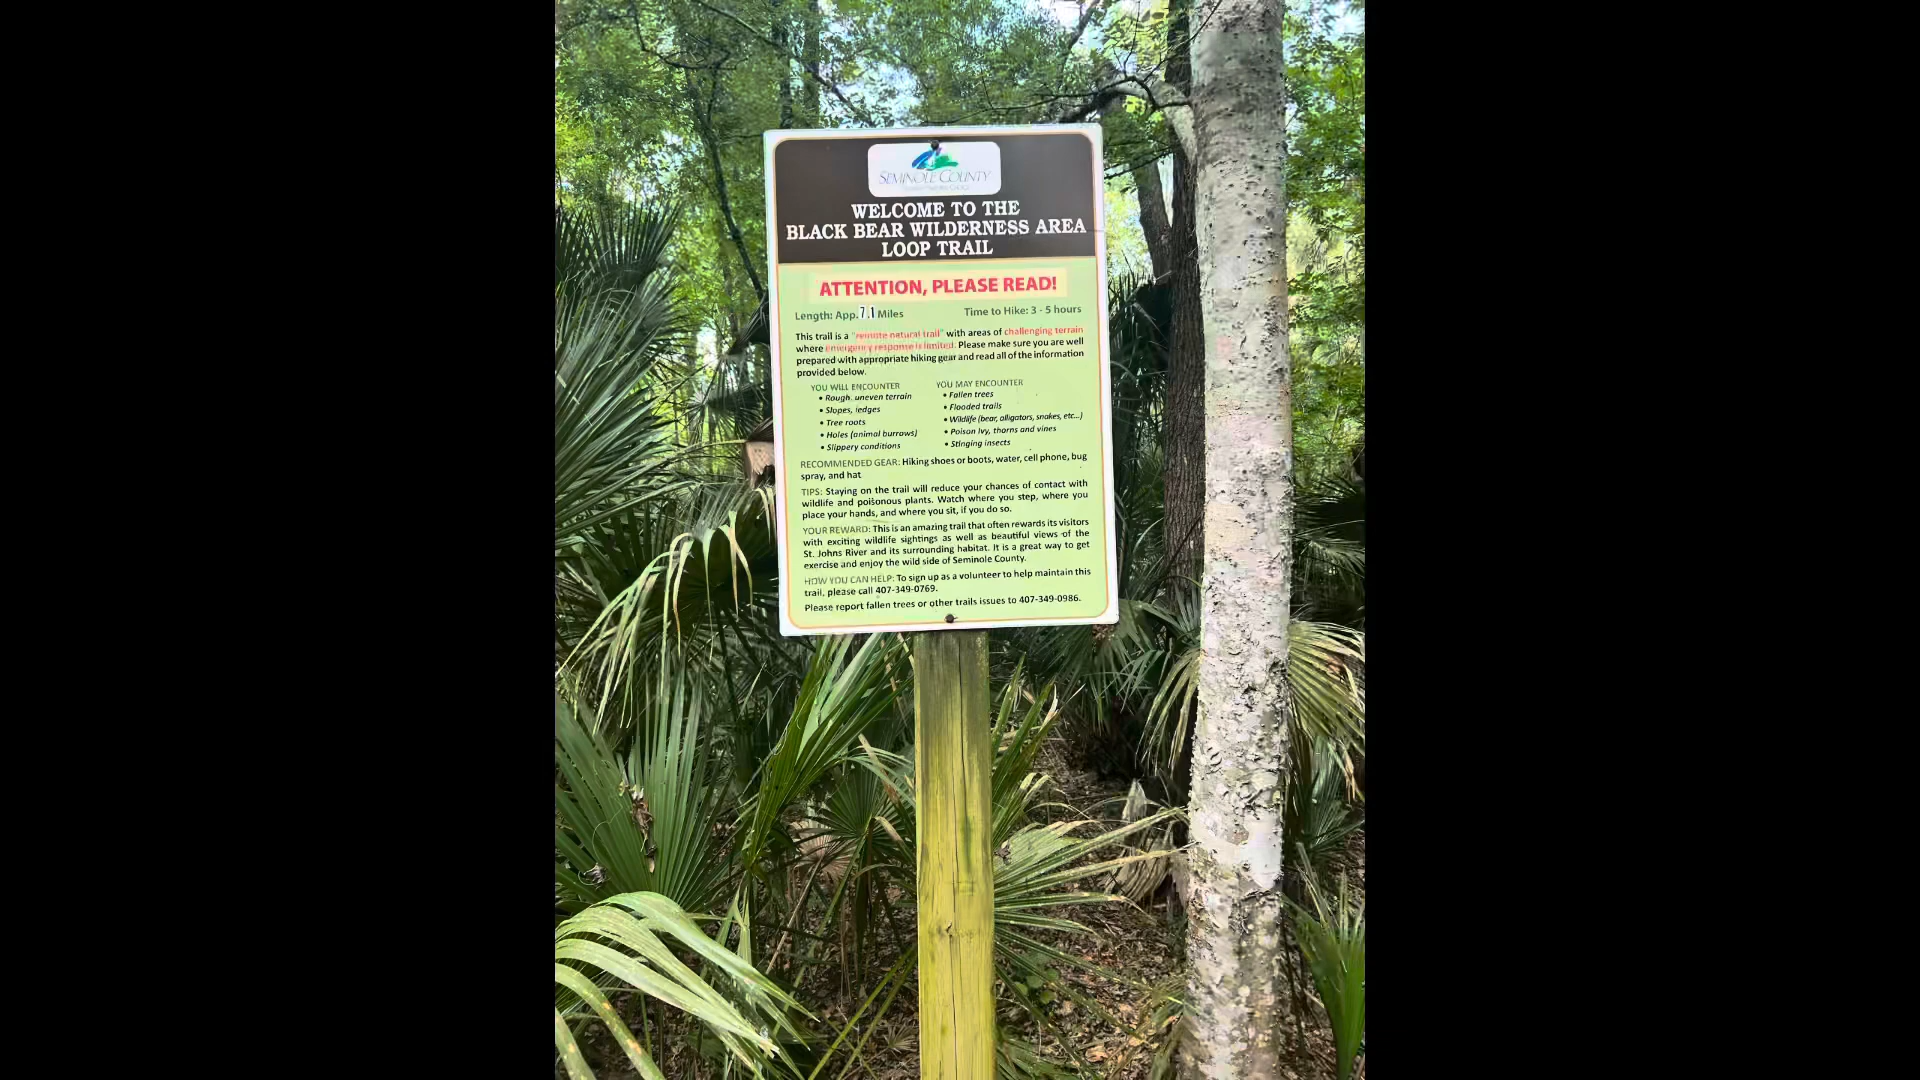 SEMINOLE COUNTY
WELCOME TO THE
BLACK BEAR WILDERNESS AREA
LOOP TRAIL
ATTENTION, PLEASE READ!
Length: App. 7.1 Miles
Time to Hike: 3 - 5 hours
This trail is a "remote natural trail" with areas of challenging terrain
where emergency response is limited. Please make sure you are well
prepared with appropriate hiking gear and read all of the information
provided below.
YOU WILL ENCOUNTER
• Rough, uneven terrain
• Slopes, ledges
• Tree roots
• Holes (animal burrows)
• Slippery conditions
YOU MAY ENCOUNTER
• Fallen trees
• Flooded trails
• Wildlife (bear, alligators, snakes, etc...)
• Poison Ivy, thorns and vines
• Stinging insects
RECOMMENDED GEAR: Hiking shoes or boots, water, cell phone, bug
spray, and hat
TIPS: Staying on the trail will reduce your chances of contact with
wildlife and poisonous plants. Watch where you step, where you
place your hands, and where you sit, if you do so.
YOUR REWARD: This is an amazing trail that often rewards its visitors
with exciting wildlife sightings as well as beautiful views of the
St. Johns River and its surrounding habitat. It is a great way to get
exercise and enjoy the wild side of Seminole County.
HOW YOU CAN HELP: To sign up as a volunteer to help maintain this
trail, please call 407-349-0769.
Please report fallen trees or other trails issues to 407-349-0986.